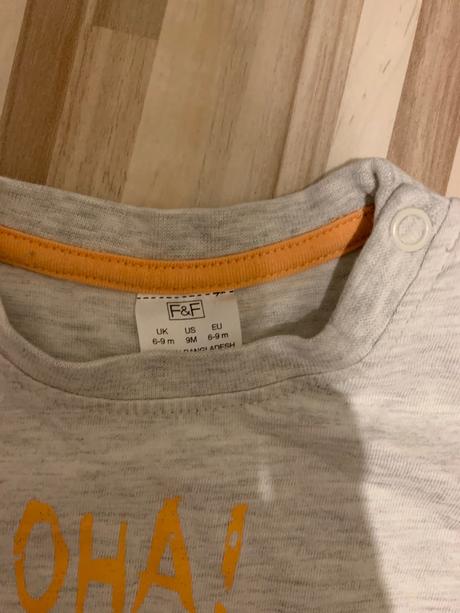 F&F
UK US EU
6-9 m 9M 6-9 m
BANGLADESH
OHA!